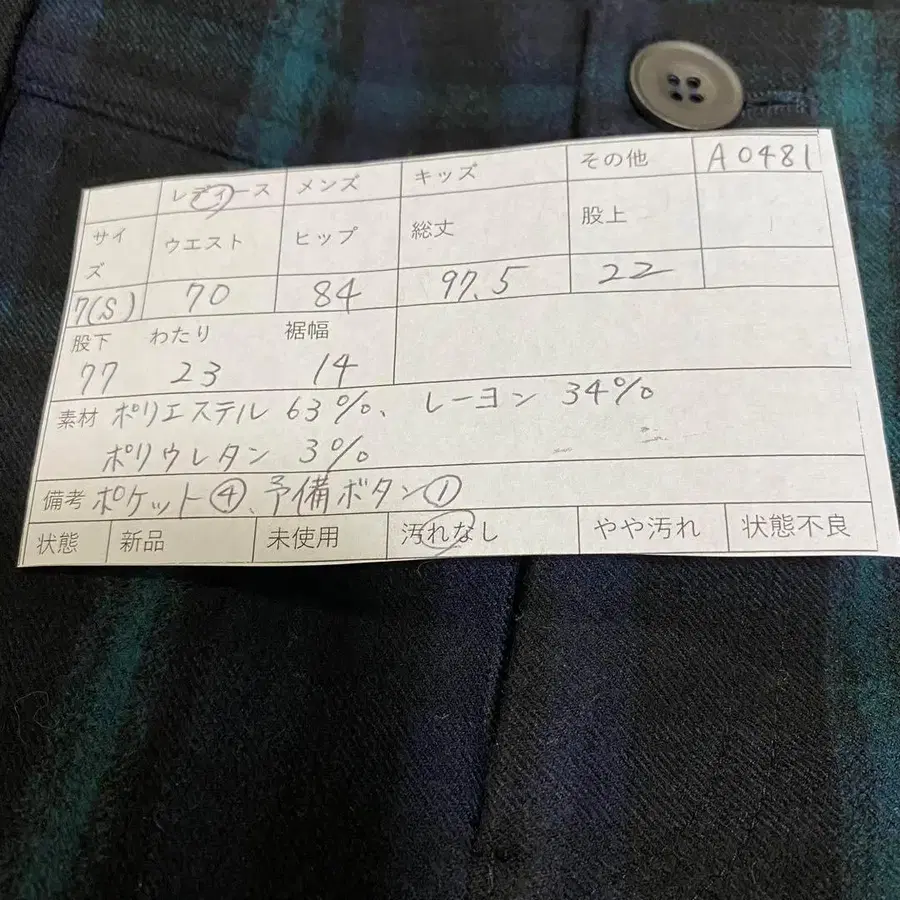 レディース メンズ キッズ その他 A0481
サイズ ウエスト ヒップ 総丈 股上
7(S) 70 84 97.5 22
股下 わたり 裾幅
77 23 14
素材 ポリエステル 63%、レーヨン 34%
ポリウレタン 3%
備考 ポケット④、予備ボタン①
状態 新品 未使用 汚れなし やや汚れ 状態不良